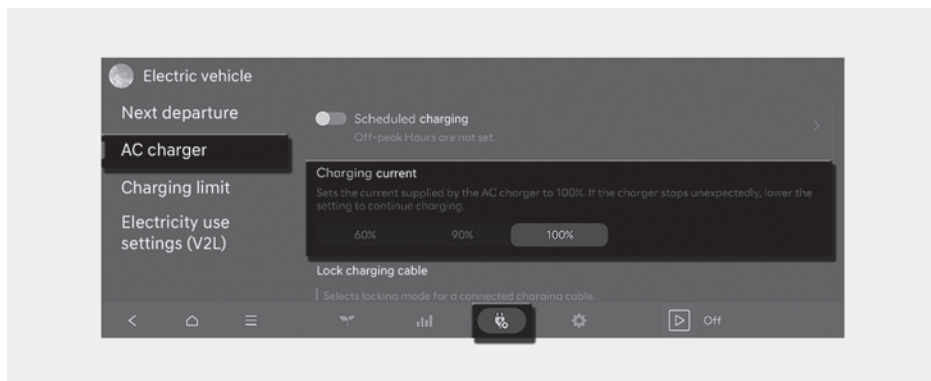 Electric vehicle
Next departure
AC charger
Charging limit
Electricity use
settings (V2L)
Scheduled charging
Off-peak Hours are not set.
Charging current
Sets the current supplied by the AC charger to 100%. If the charger stops unexpectedly, lower the
setting to continue charging.
60% 90% 100%
Lock charging cable
Selects locking mode for a connected charging cable.
Off